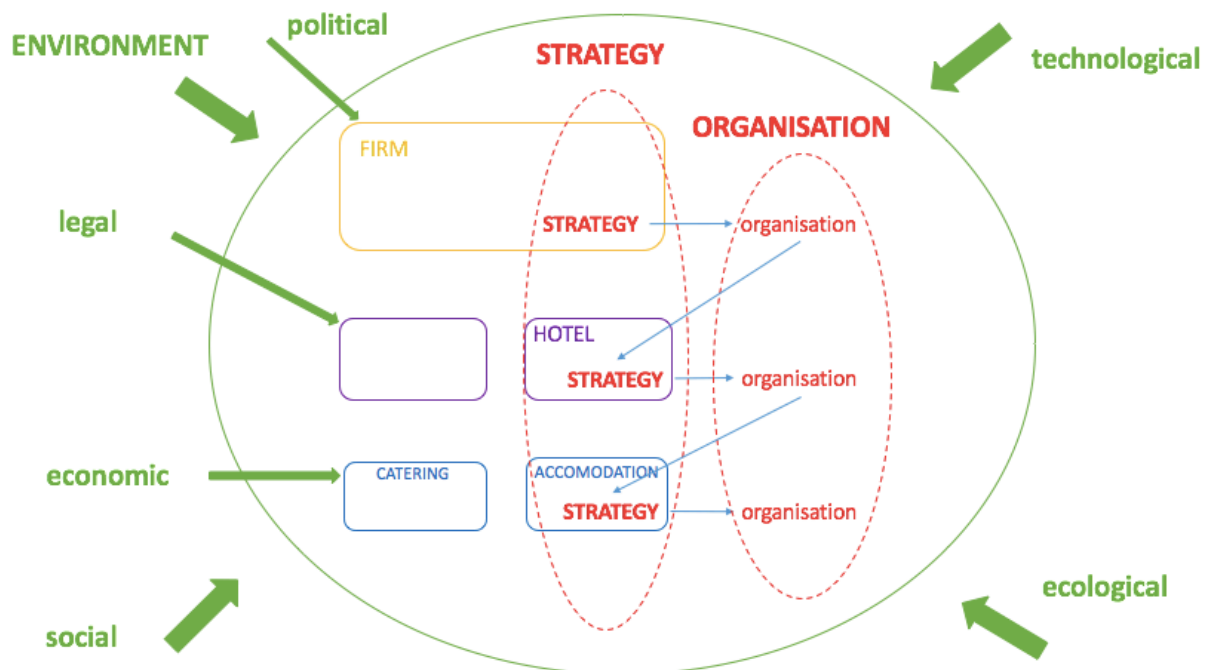 political
ENVIRONMENT
STRATEGY
technological
ORGANISATION
FIRM
legal
STRATEGY
organisation
HOTEL
STRATEGY
organisation
economic
CATERING
ACCOMODATION
STRATEGY
organisation
ecological
social